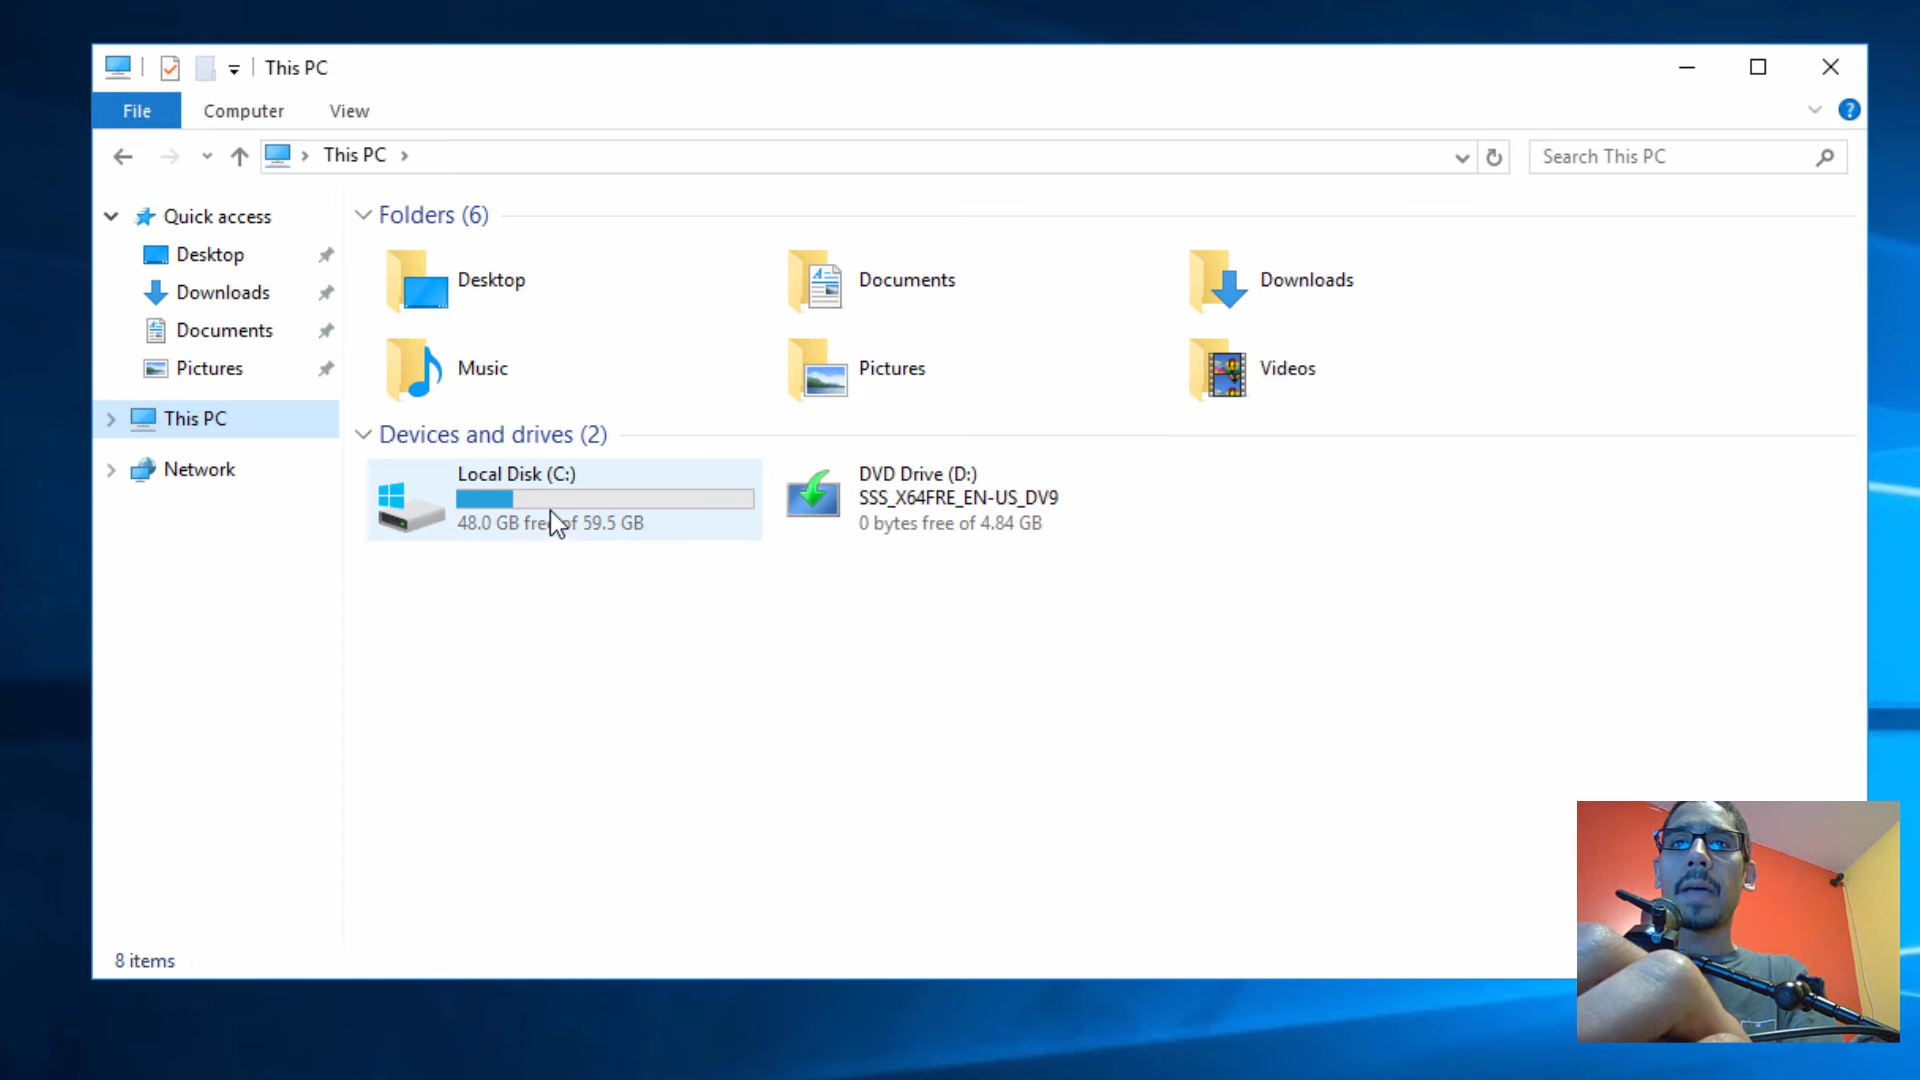 This PC
File Computer View
This PC
Search This PC
Quick access
Desktop
Downloads
Documents
Pictures
This PC
Network
Folders (6)
Desktop
Documents
Downloads
Music
Pictures
Videos
Devices and drives (2)
Local Disk (C:)
48.0 GB free of 59.5 GB
DVD Drive (D:)
SSS_X64FRE_EN-US_DV9
0 bytes free of 4.84 GB
8 items